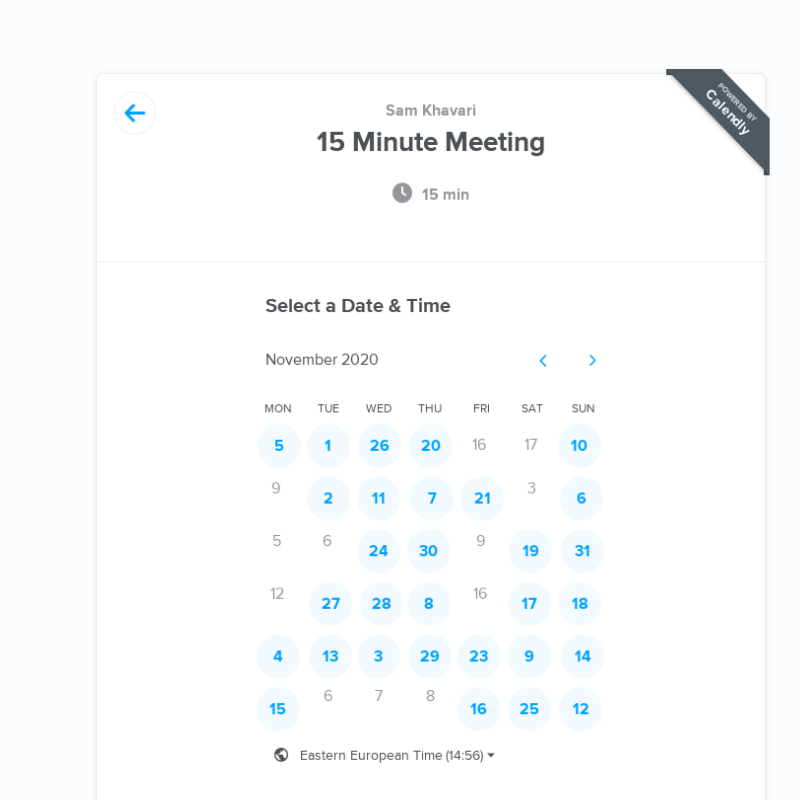 POWERED BY
Calendly
Sam Khavari
15 Minute Meeting
15 min
Select a Date & Time
November 2020
MON TUE WED THU FRI SAT SUN
5 1 26 20 16 17 10
9 2 11 7 21 3 6
5 6 24 30 9 19 31
12 27 28 8 16 17 18
4 13 3 29 23 9 14
15 6 7 8 16 25 12
Eastern European Time (14:56)